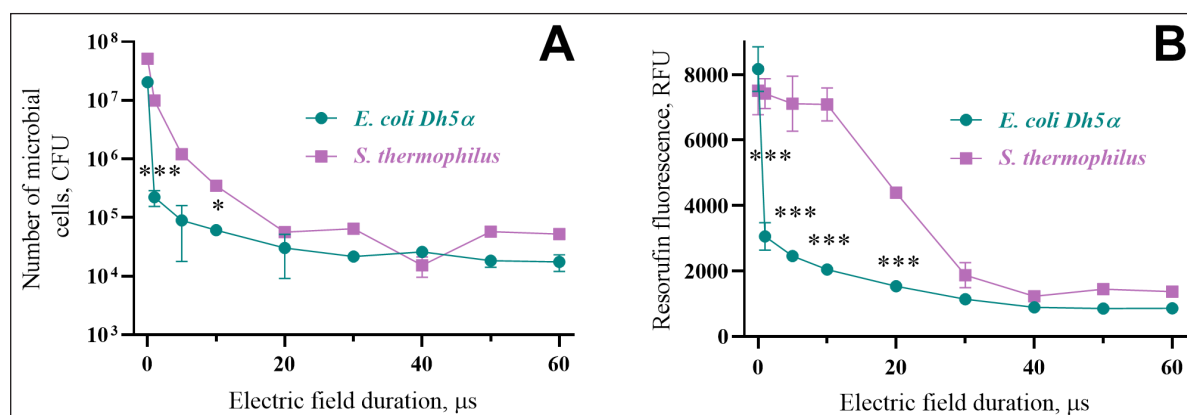 A
Number of microbial
cells, CFU
10⁸
10⁷
10⁶
10⁵
10⁴
10³
E. coli Dh5α
S. thermophilus
***
*
0
20
40
60
Electric field duration, μs
B
Resorufin fluorescence, RFU
8000
6000
4000
2000
0
E. coli Dh5α
S. thermophilus
***
***
***
***
0
20
40
60
Electric field duration, μs